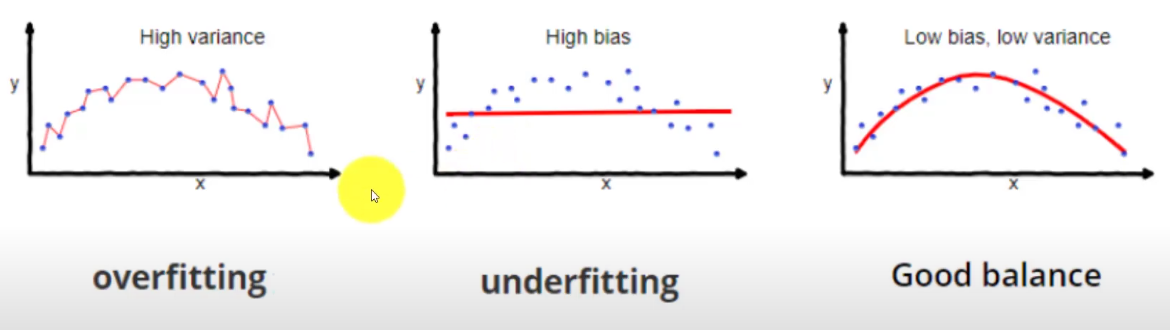 High variance
y
x
overfitting
High bias
y
x
underfitting
Low bias, low variance
y
x
Good balance